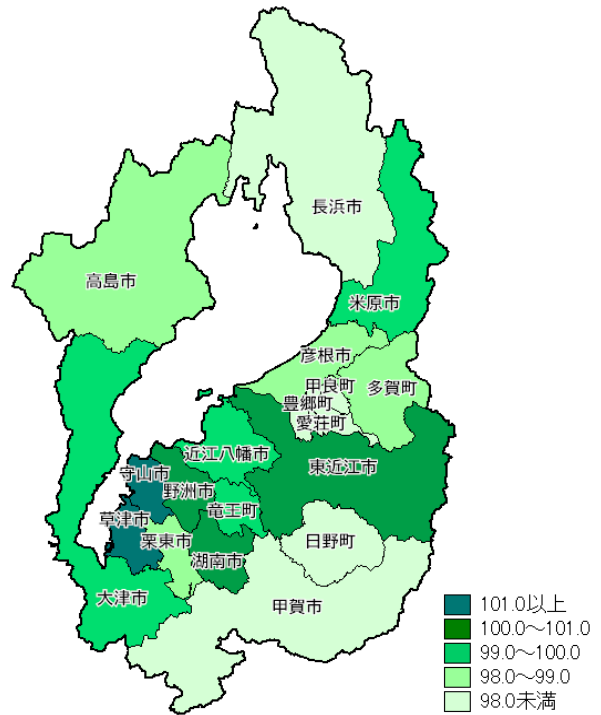 長浜市
高島市
米原市
彦根市
甲良町
多賀町
豊郷町
愛荘町
近江八幡市
東近江市
守山市
野洲市
竜王町
草津市
栗東市
日野町
湖南市
大津市
甲賀市
101.0以上
100.0～101.0
99.0～100.0
98.0～99.0
98.0未満